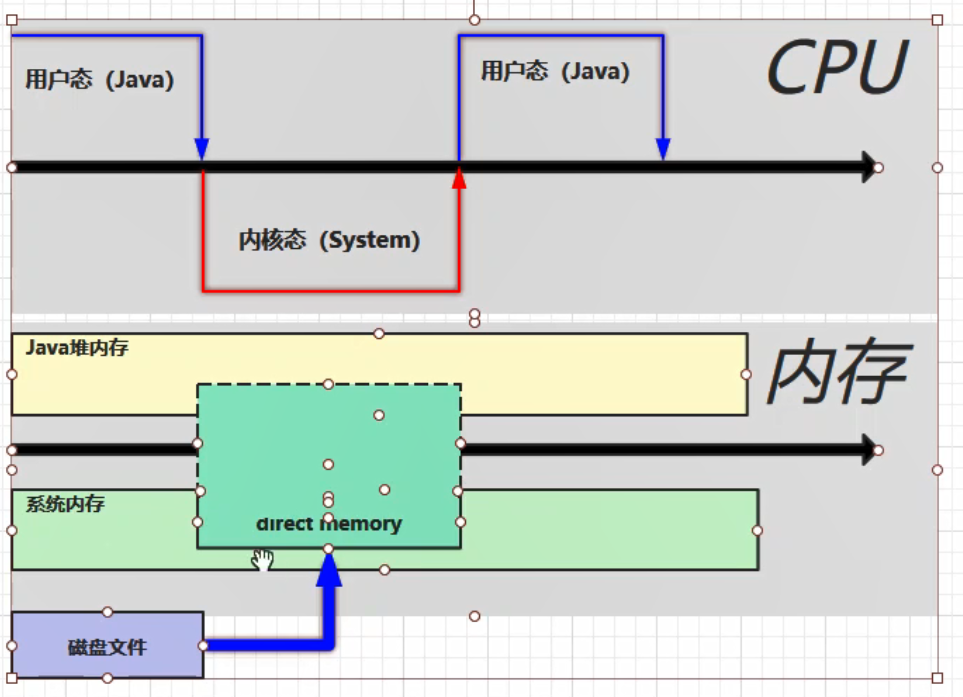 用户态（Java）
用户态（Java）
CPU
内核态（System）
Java堆内存
内存
系统内存
direct memory
磁盘文件